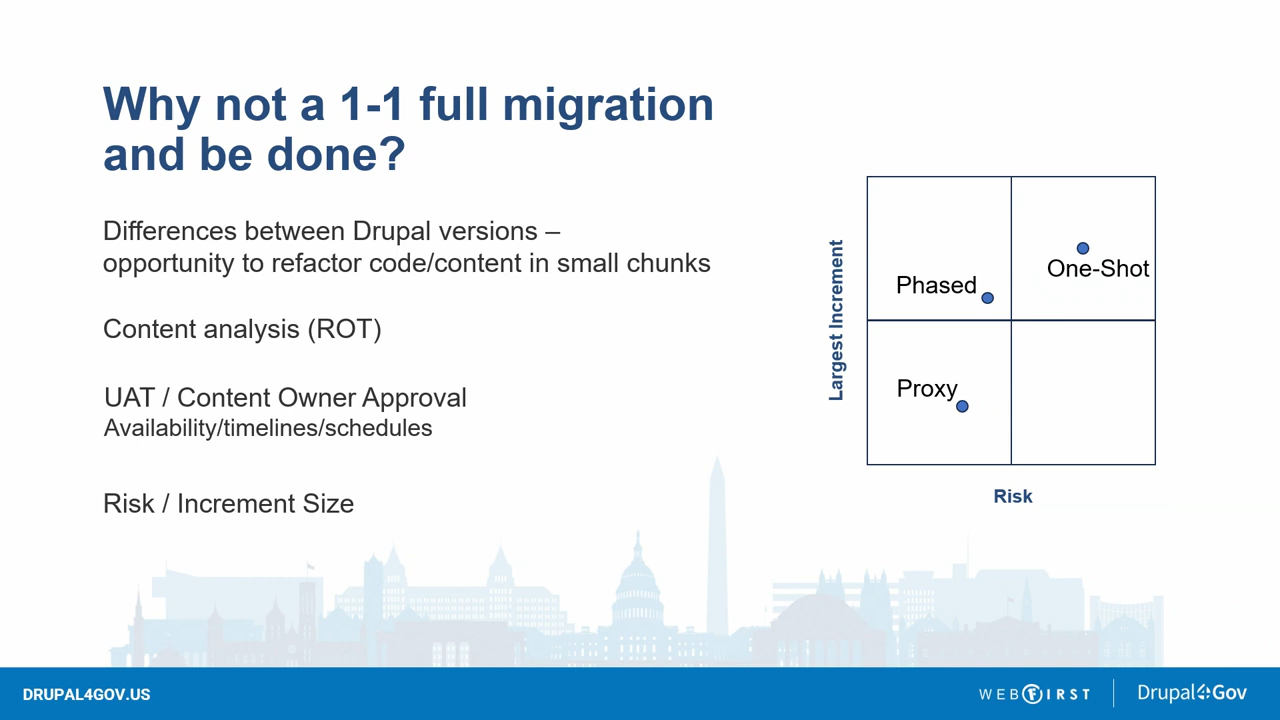 Why not a 1-1 full migration
and be done?
Differences between Drupal versions –
opportunity to refactor code/content in small chunks
Content analysis (ROT)
UAT / Content Owner Approval
Availability/timelines/schedules
Risk / Increment Size
Largest Increment
Phased
One-Shot
Proxy
Risk
DRUPAL4GOV.US
WEBFIRST
Drupal4Gov